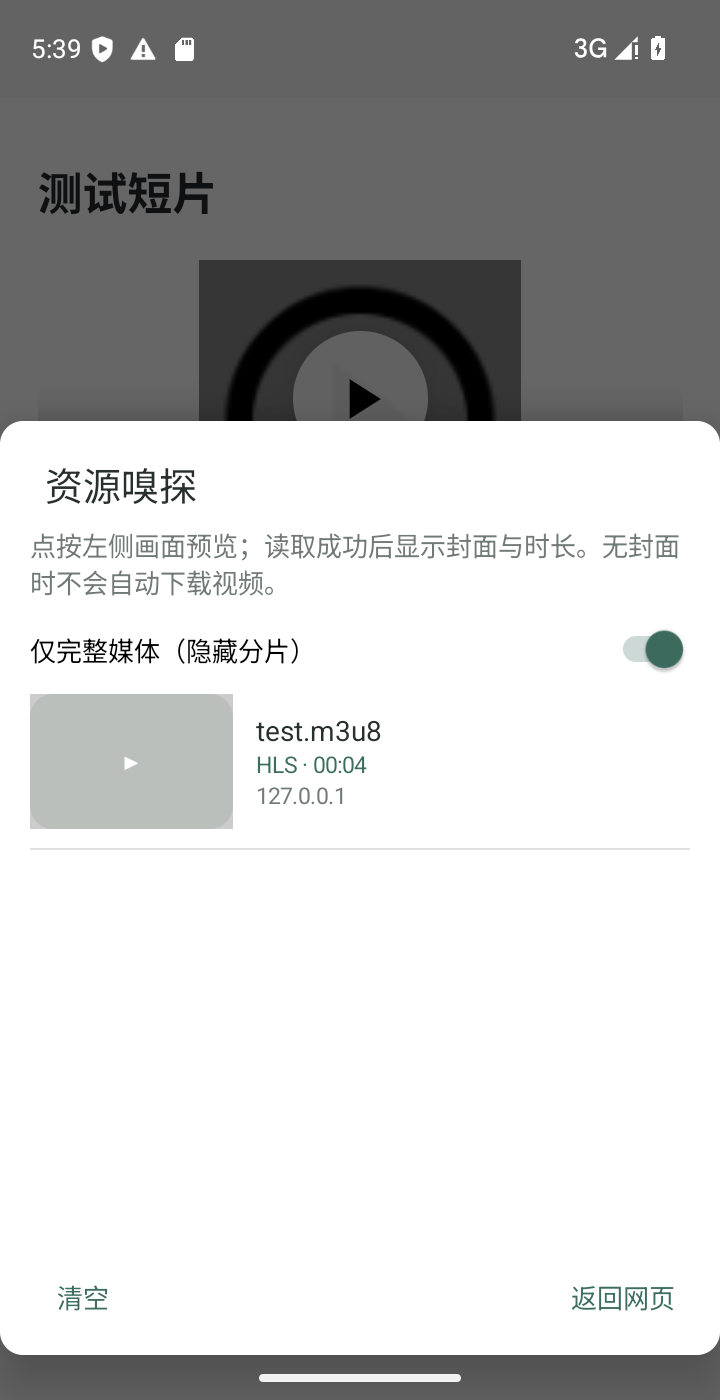 5:39
3G
测试短片
资源嗅探
点按左侧画面预览；读取成功后显示封面与时长。无封面
时不会自动下载视频。
仅完整媒体（隐藏分片）
test.m3u8
HLS · 00:04
127.0.0.1
清空
返回网页